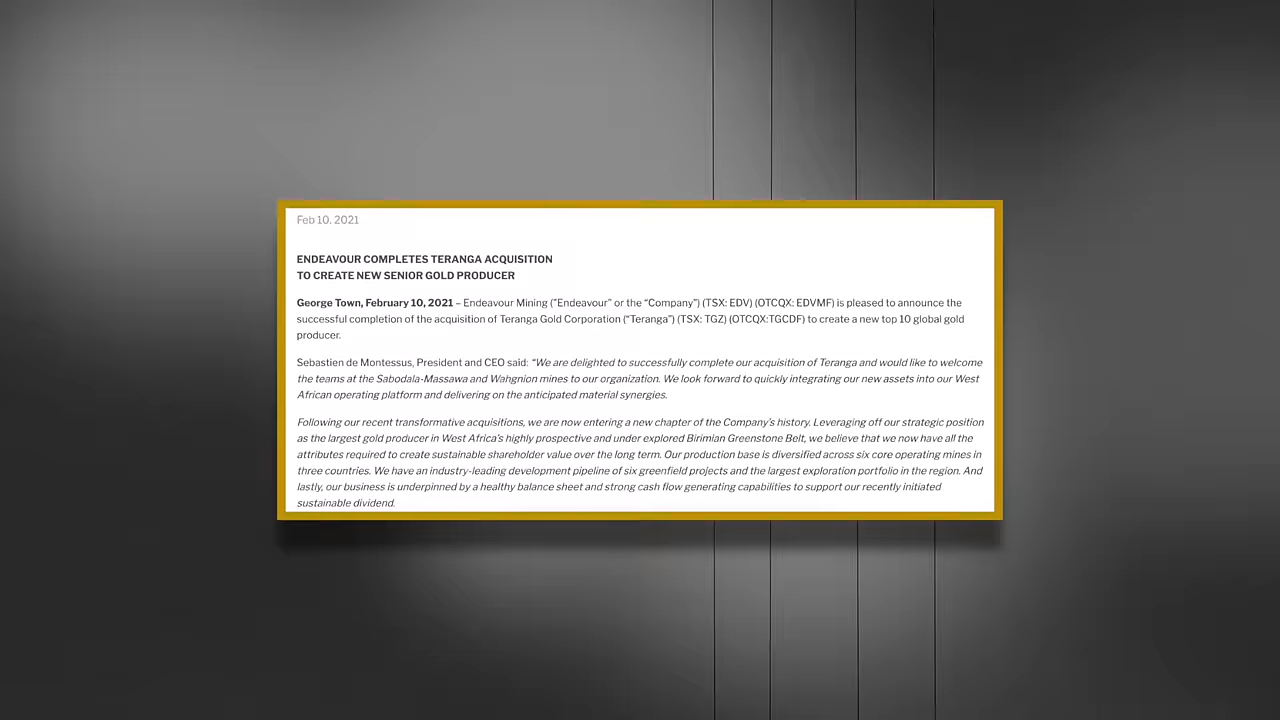 Feb 10. 2021
ENDEAVOUR COMPLETES TERANGA ACQUISITION
TO CREATE NEW SENIOR GOLD PRODUCER
George Town, February 10, 2021 – Endeavour Mining (“Endeavour” or the “Company”) (TSX: EDV) (OTCQX: EDVMF) is pleased to announce the
successful completion of the acquisition of Teranga Gold Corporation (“Teranga”) (TSX: TGZ) (OTCQX:TGCDF) to create a new top 10 global gold
producer.
Sebastien de Montessus, President and CEO said: “We are delighted to successfully complete our acquisition of Teranga and would like to welcome
the teams at the Sabodala-Massawa and Wahgnion mines to our organization. We look forward to quickly integrating our new assets into our West
African operating platform and delivering on the anticipated material synergies.
Following our recent transformative acquisitions, we are now entering a new chapter of the Company’s history. Leveraging off our strategic position
as the largest gold producer in West Africa’s highly prospective and under explored Birimian Greenstone Belt, we believe that we now have all the
attributes required to create sustainable shareholder value over the long term. Our production base is diversified across six core operating mines in
three countries. We have an industry-leading development pipeline of six greenfield projects and the largest exploration portfolio in the region. And
lastly, our business is underpinned by a healthy balance sheet and strong cash flow generating capabilities to support our recently initiated
sustainable dividend.